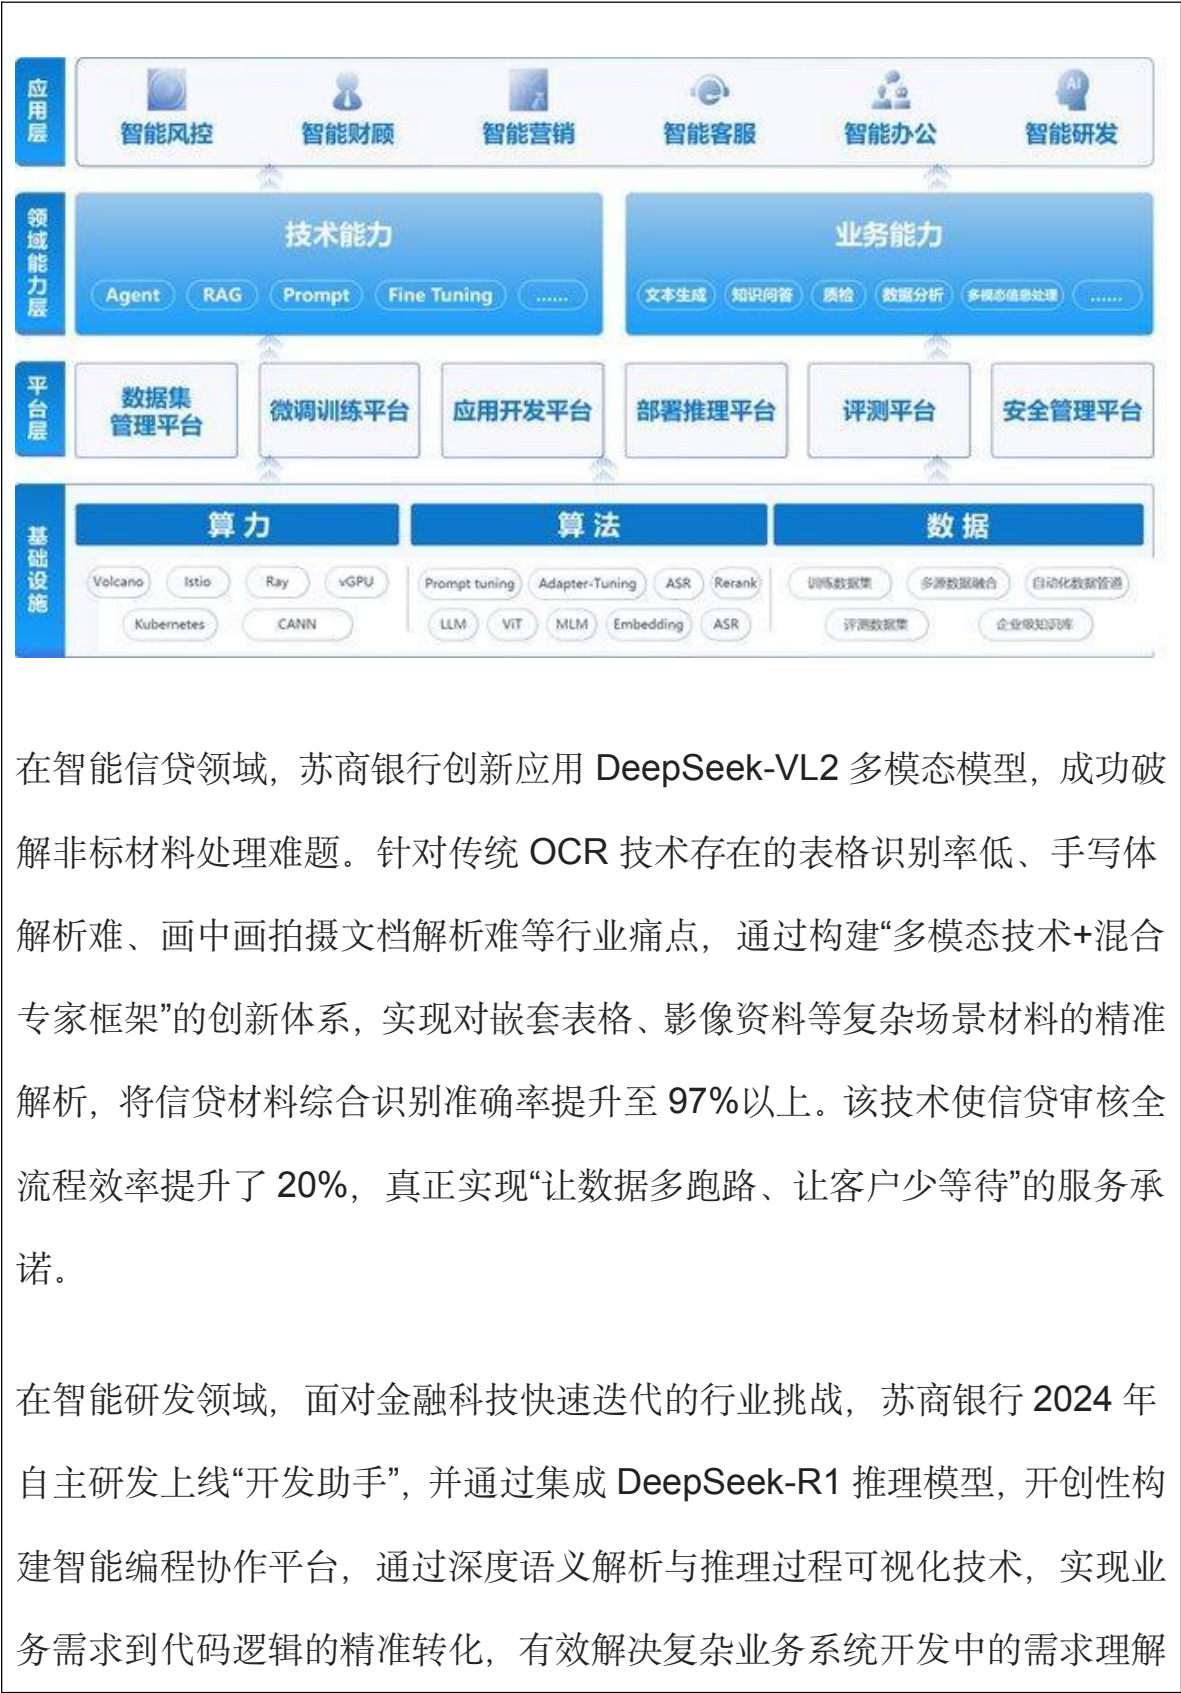 应用层
智能风控 智能财顾 智能营销 智能客服 智能办公 智能研发
领域能力层
技术能力
Agent RAG Prompt Fine Tuning ……
业务能力
文本生成 知识问答 质检 数据分析 多模态信息处理 ……
平台层
数据集
管理平台
微调训练平台 应用开发平台 部署推理平台 评测平台 安全管理平台
基础设施
算力
Volcano Istio Ray vGPU
Kubernetes CANN
算法
Prompt tuning Adapter-Tuning ASR Rerank
LLM ViT MLM Embedding ASR
数据
训练数据集 多源数据融合 自动化数据管道
评测数据集 企业级知识库
在智能信贷领域，苏商银行创新应用 DeepSeek-VL2 多模态模型，成功破
解非标材料处理难题。针对传统 OCR 技术存在的表格识别率低、手写体
解析难、画中画拍摄文档解析难等行业痛点，通过构建“多模态技术+混合
专家框架”的创新体系，实现对嵌套表格、影像资料等复杂场景材料的精准
解析，将信贷材料综合识别准确率提升至 97%以上。该技术使信贷审核全
流程效率提升了 20%，真正实现“让数据多跑路、让客户少等待”的服务承
诺。
在智能研发领域，面对金融科技快速迭代的行业挑战，苏商银行 2024 年
自主研发上线“开发助手”，并通过集成 DeepSeek-R1 推理模型，开创性构
建智能编程协作平台，通过深度语义解析与推理过程可视化技术，实现业
务需求到代码逻辑的精准转化，有效解决复杂业务系统开发中的需求理解